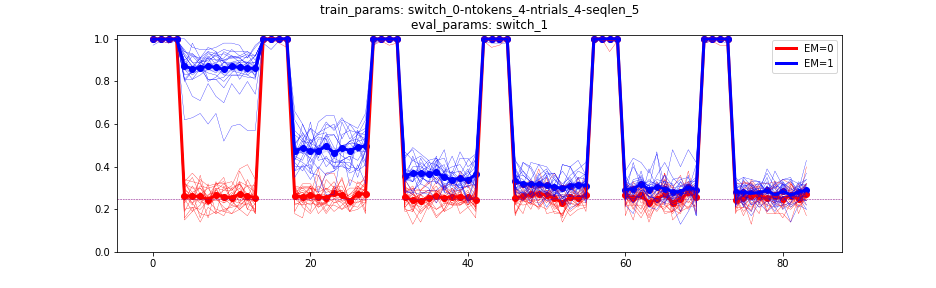 train_params: switch_0-ntokens_4-ntrials_4-seqlen_5
eval_params: switch_1
1.0
0.8
0.6
0.4
0.2
0.0
EM=0
EM=1
0
20
40
60
80